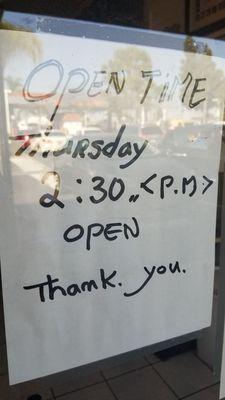 OPEN TIME
THURSDAY
2:30„ <P.M>
OPEN
Thank. you.